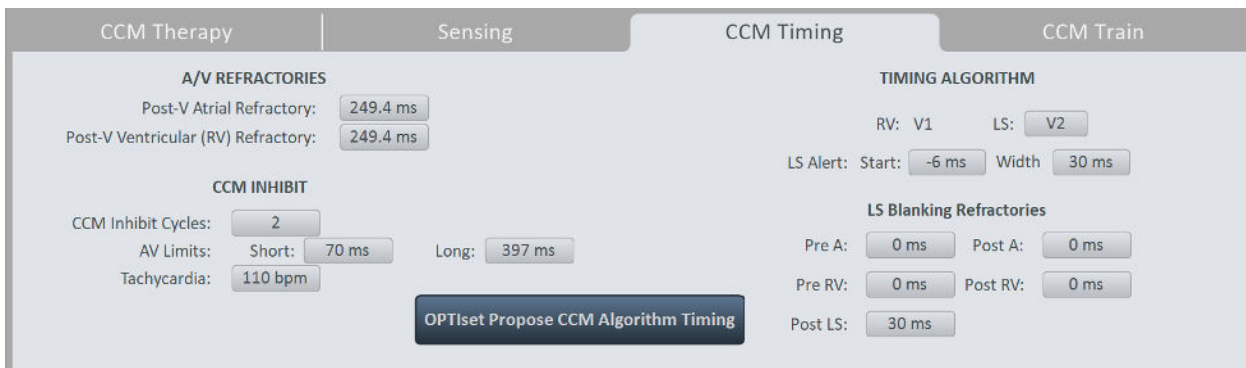 CCM Therapy Sensing CCM Timing CCM Train
A/V REFRACTORIES
Post-V Atrial Refractory: 249.4 ms
Post-V Ventricular (RV) Refractory: 249.4 ms
CCM INHIBIT
CCM Inhibit Cycles: 2
AV Limits: Short: 70 ms Long: 397 ms
Tachycardia: 110 bpm
OPTIset Propose CCM Algorithm Timing
TIMING ALGORITHM
RV: V1 LS: V2
LS Alert: Start: -6 ms Width 30 ms
LS Blanking Refractories
Pre A: 0 ms Post A: 0 ms
Pre RV: 0 ms Post RV: 0 ms
Post LS: 30 ms